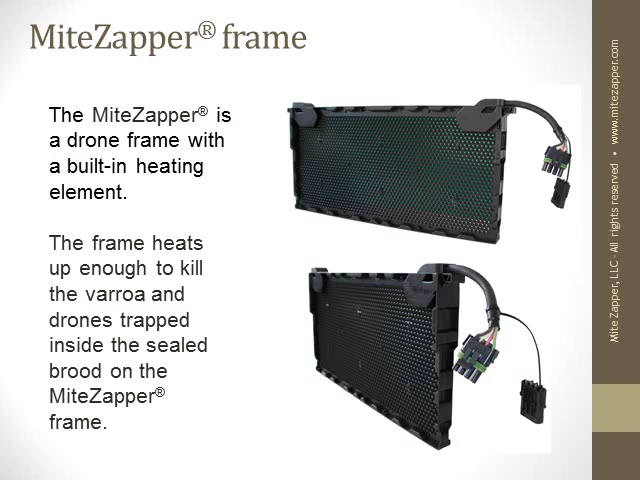 MiteZapper® frame
The MiteZapper® is
a drone frame with
a built-in heating
element.
The frame heats
up enough to kill
the varroa and
drones trapped
inside the sealed
brood on the
MiteZapper®
frame.
Mite Zapper, LLC - All rights reserved • www.mitezapper.com